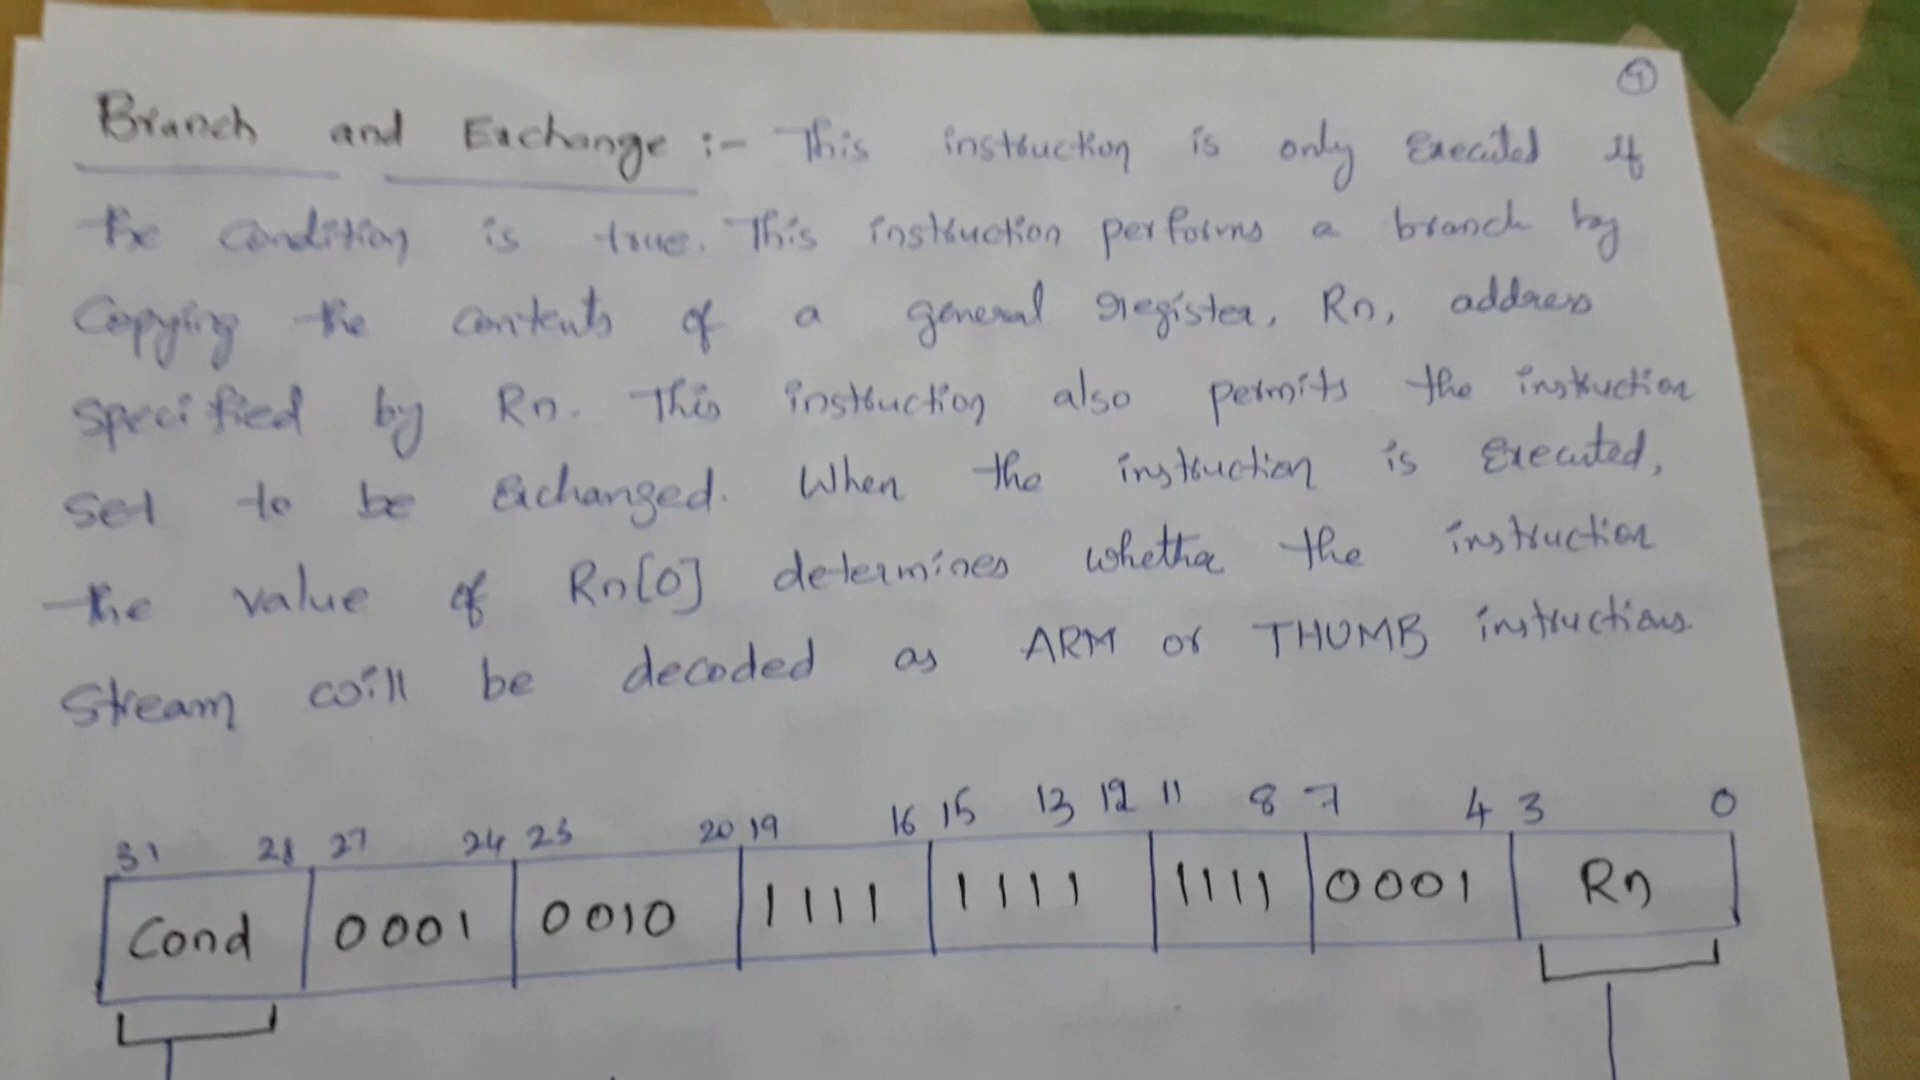 ①
Branch and Exchange :- This instruction is only Executed if
the Condition is true. This instruction performs a branch by
Copying the contents of a general register, Rn, address
specified by Rn. This instruction also permits the instruction
set to be Exchanged. When the instruction is Executed,
the value of Rn[0] determines whether the instruction
stream will be decoded as ARM or THUMB instructions.
31 28 27 24 23 20 19 16 15 13 12 11 8 7 4 3 0
Cond 0001 0010 1111 1111 1111 0001 Rn